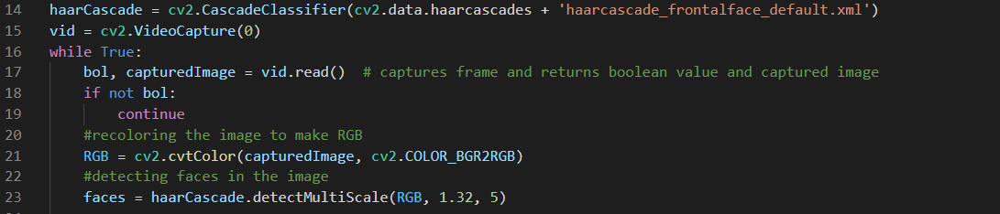 14 haarCascade = cv2.CascadeClassifier(cv2.data.haarcascades + 'haarcascade_frontalface_default.xml')
15 vid = cv2.VideoCapture(0)
16 while True:
17     bol, capturedImage = vid.read()  # captures frame and returns boolean value and captured image
18     if not bol:
19         continue
20     #recoloring the image to make RGB
21     RGB = cv2.cvtColor(capturedImage, cv2.COLOR_BGR2RGB)
22     #detecting faces in the image
23     faces = haarCascade.detectMultiScale(RGB, 1.32, 5)